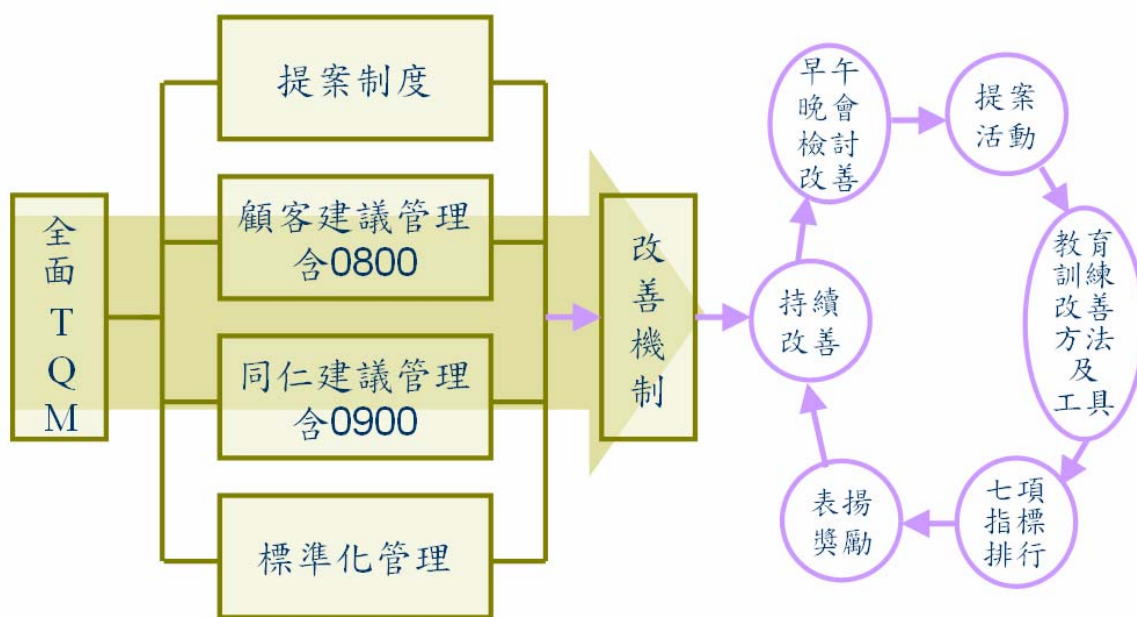 全面TQM
提案制度
顧客建議管理
含0800
同仁建議管理
含0900
標準化管理
改善機制
持續
改善
早午
晚會
檢討
改善
提案
活動
教育
訓練
改善
方法
及
工具
七項
指標
排行
表揚
獎勵